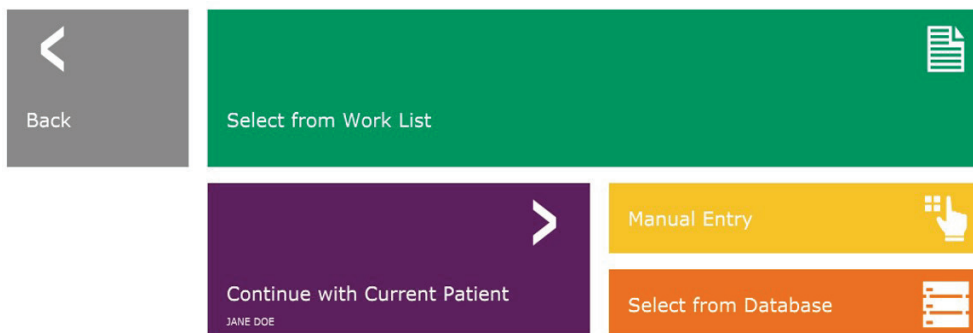 Back
Select from Work List
Continue with Current Patient
JANE DOE
Manual Entry
Select from Database